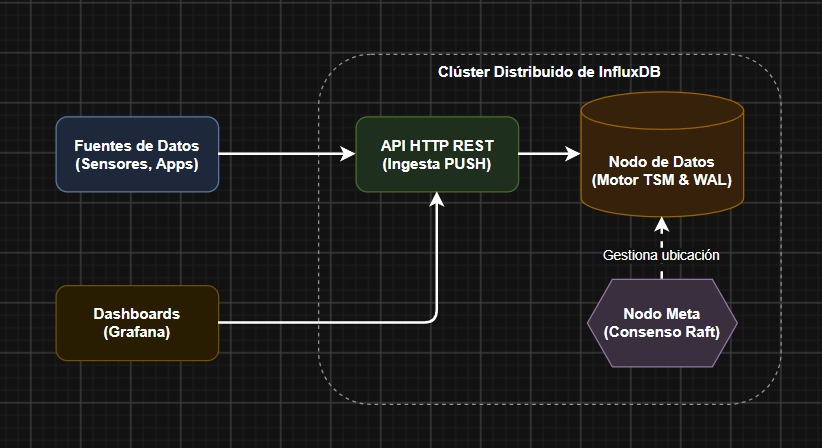 Clúster Distribuido de InfluxDB
Fuentes de Datos
(Sensores, Apps)
API HTTP REST
(Ingesta PUSH)
Nodo de Datos
(Motor TSM & WAL)
Gestiona ubicación
Dashboards
(Grafana)
Nodo Meta
(Consenso Raft)